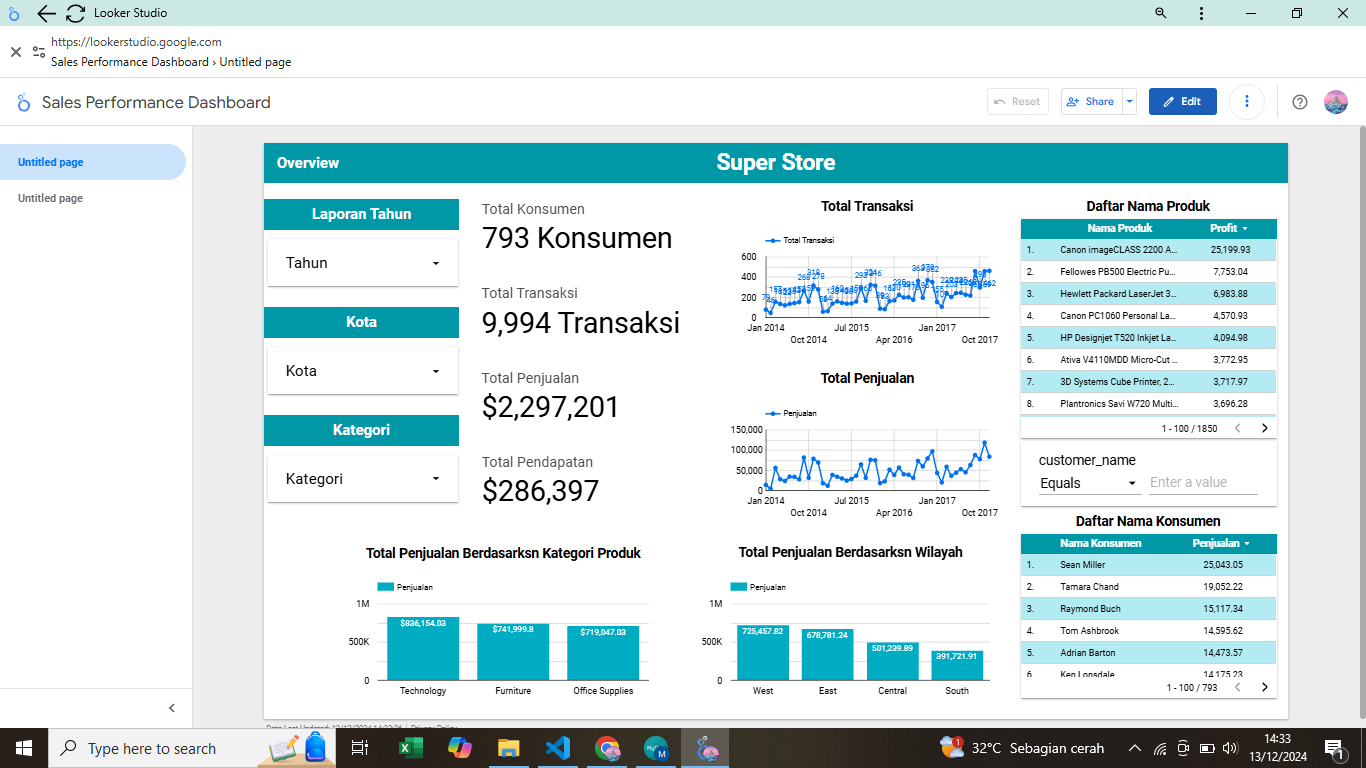 Looker Studio
https://lookerstudio.google.com
Sales Performance Dashboard › Untitled page
Sales Performance Dashboard
Reset
Share
Edit
Untitled page
Untitled page
Overview
Super Store
Laporan Tahun
Tahun
Kota
Kota
Kategori
Kategori
Total Konsumen
793 Konsumen
Total Transaksi
9,994 Transaksi
Total Penjualan
$2,297,201
Total Pendapatan
$286,397
Total Transaksi
Total Transaksi
600
400
200
0
Jan 2014
Oct 2014
Jul 2015
Apr 2016
Jan 2017
Oct 2017
Total Penjualan
Penjualan
150,000
100,000
50,000
0
Jan 2014
Oct 2014
Jul 2015
Apr 2016
Jan 2017
Oct 2017
Daftar Nama Produk
Nama Produk Profit
1. Canon imageCLASS 2200 A... 25,199.93
2. Fellowes PB500 Electric Pu... 7,753.04
3. Hewlett Packard LaserJet 3... 6,983.88
4. Canon PC1060 Personal La... 4,570.93
5. HP Designjet T520 Inkjet La... 4,094.98
6. Ativa V4110MDD Micro-Cut ... 3,772.95
7. 3D Systems Cube Printer, 2... 3,717.97
8. Plantronics Savi W720 Multi... 3,696.28
1 - 100 / 1850
customer_name
Equals
Enter a value
Daftar Nama Konsumen
Nama Konsumen Penjualan
1. Sean Miller 25,043.05
2. Tamara Chand 19,052.22
3. Raymond Buch 15,117.34
4. Tom Ashbrook 14,595.62
5. Adrian Barton 14,473.57
6. Ken Lonsdale 14,175.23
1 - 100 / 793
Total Penjualan Berdasarksn Kategori Produk
Penjualan
1M
500K
0
$836,154.03
$741,999.8
$719,047.03
Technology
Furniture
Office Supplies
Total Penjualan Berdasarksn Wilayah
Penjualan
1M
500K
0
725,457.82
678,781.24
501,239.89
391,721.91
West
East
Central
South
Type here to search
1
32°C Sebagian cerah
14:33
13/12/2024
1